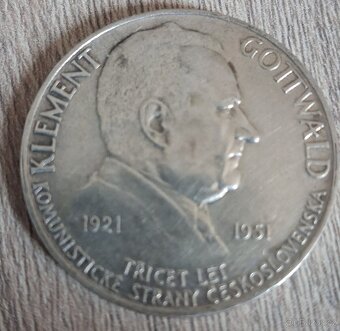 KLEMENT GOTTWALD
1921 1951
TŘICET LET
KOMUNISTICKÉ STRANY ČESKOSLOVENSKA